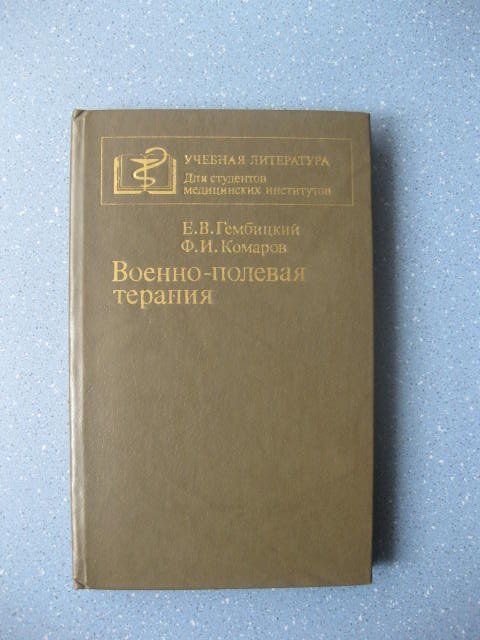 УЧЕБНАЯ ЛИТЕРАТУРА
Для студентов
медицинских институтов
Е.В.Гембицкий
Ф.И.Комаров
Военно-полевая
терапия